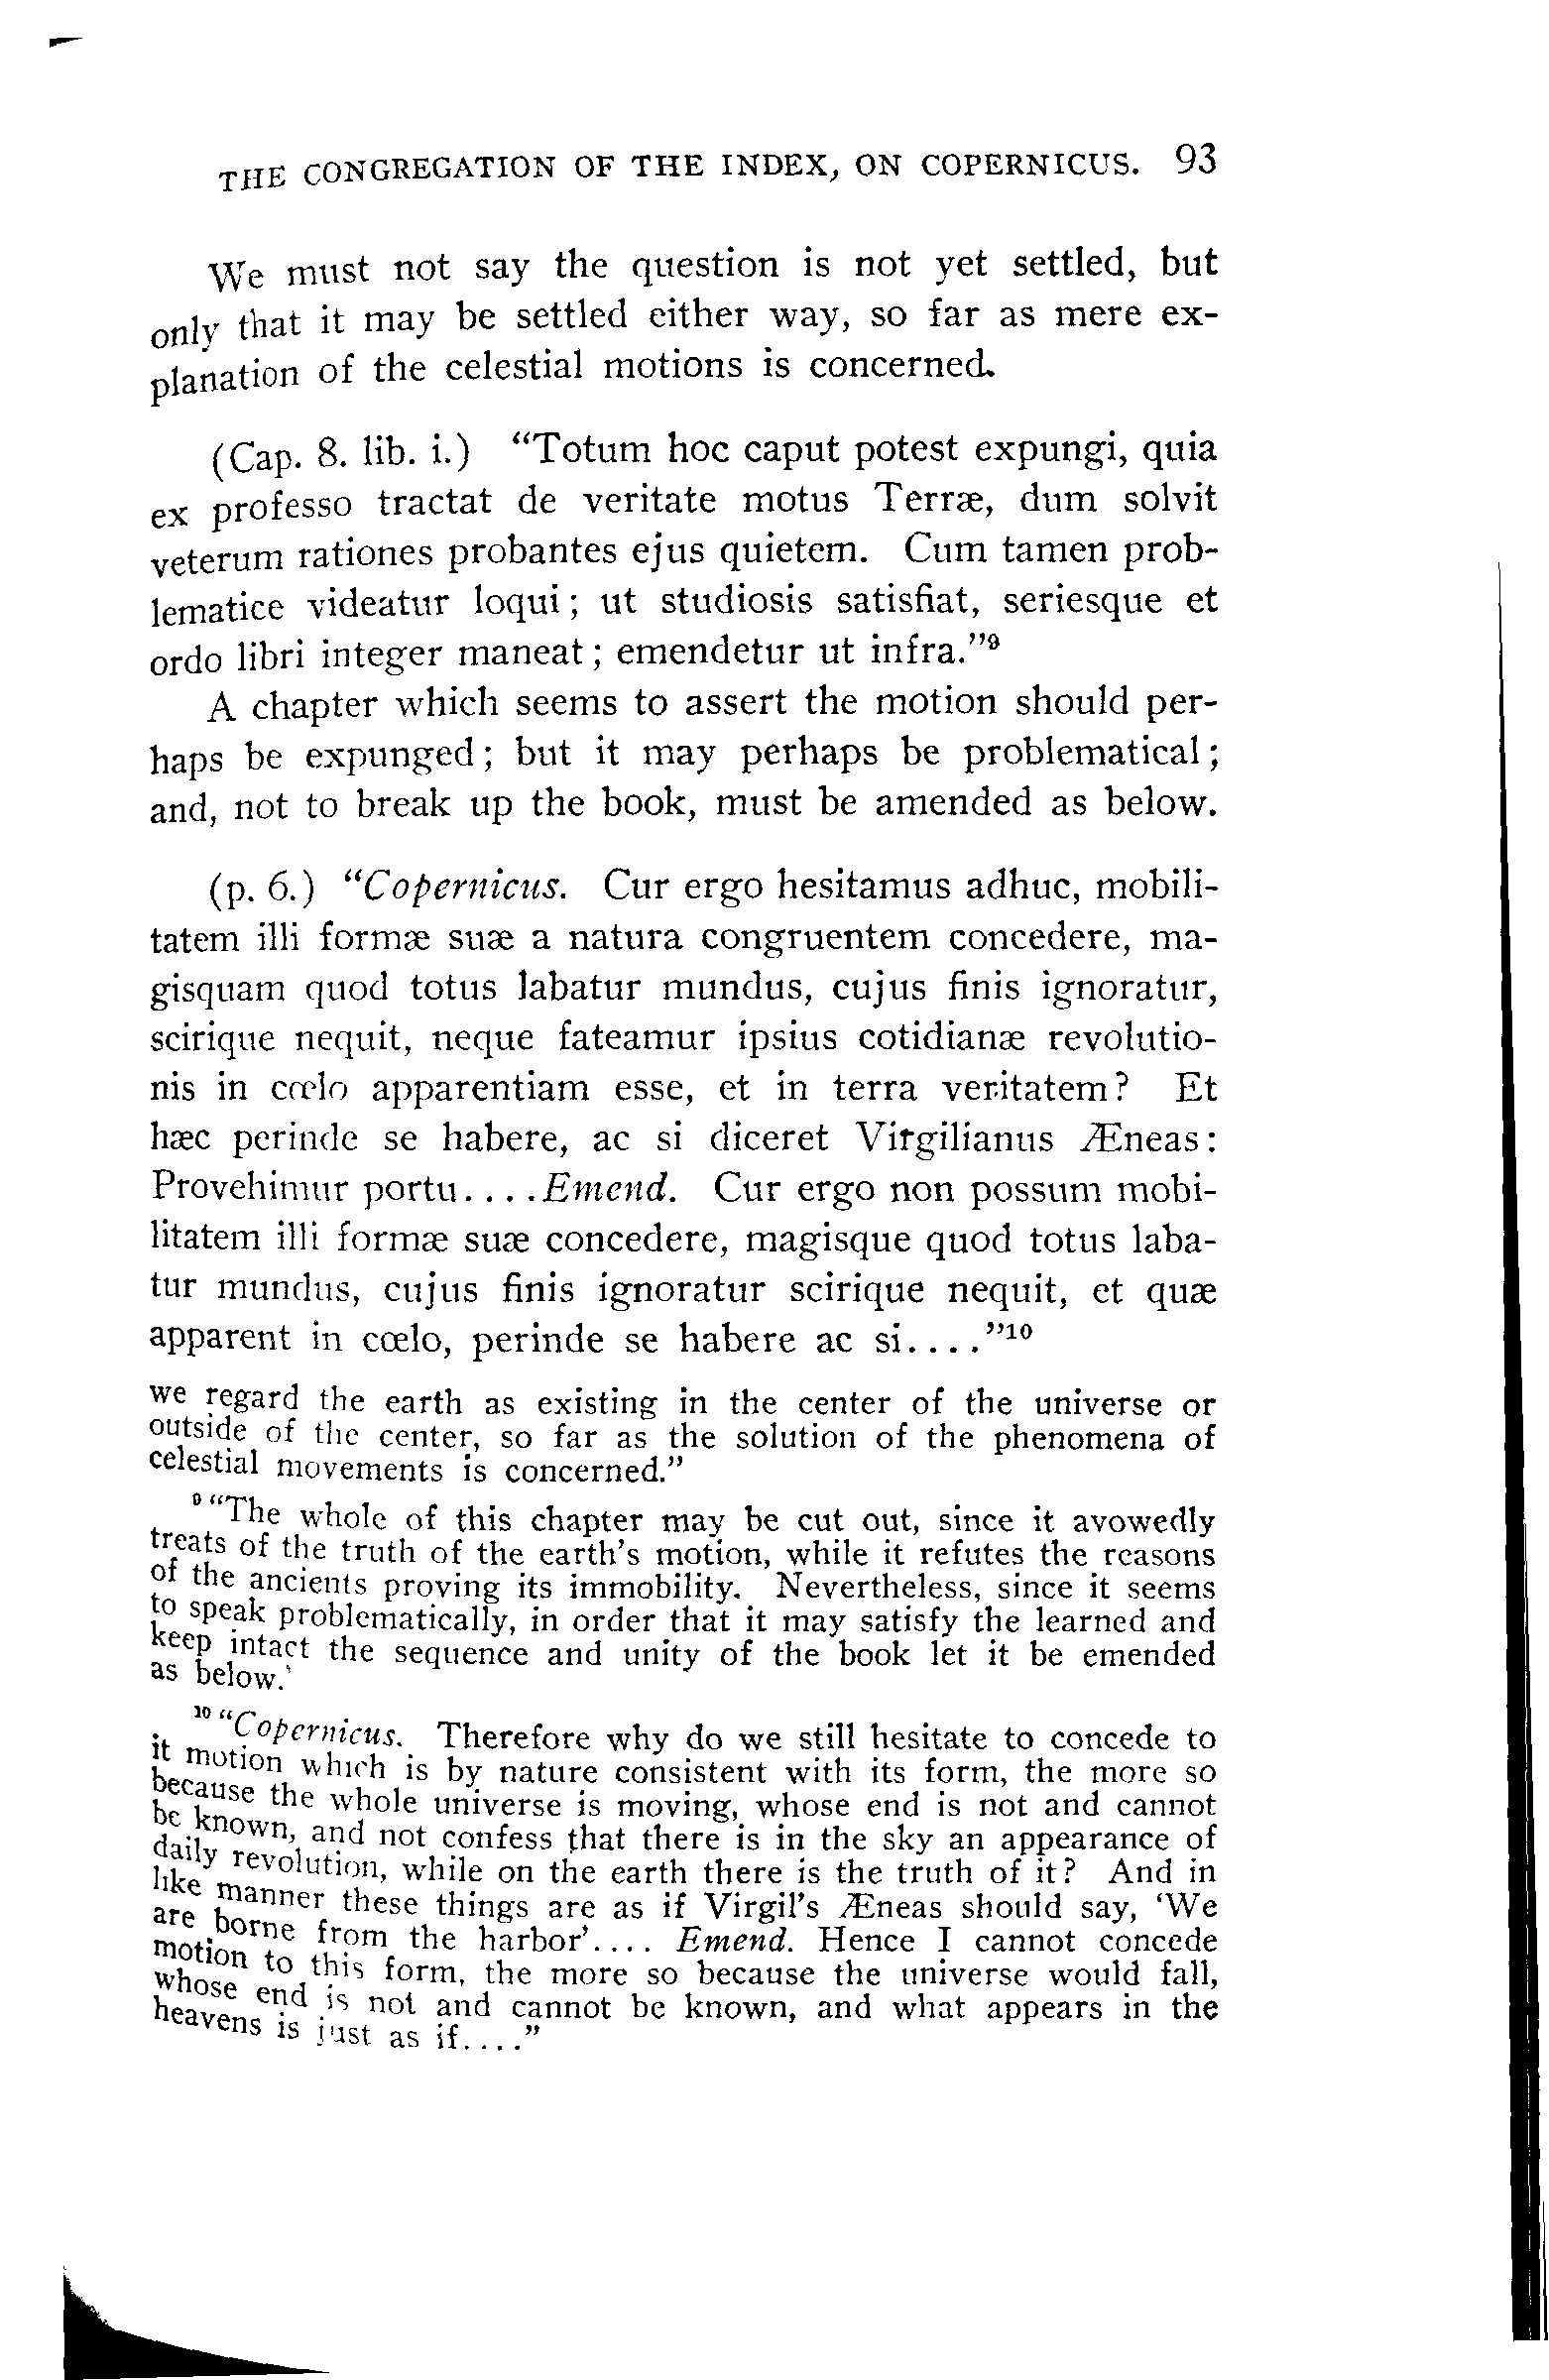 THE CONGREGATION OF THE INDEX, ON COPERNICUS. 93
We must not say the question is not yet settled, but
only that it may be settled either way, so far as mere ex-
planation of the celestial motions is concerned.
(Cap. 8. lib. i.) “Totum hoc caput potest expungi, quia
ex professo tractat de veritate motus Terræ, dum solvit
veterum rationes probantes ejus quietem. Cum tamen prob-
lematice videatur loqui; ut studiosis satisfiat, seriesque et
ordo libri integer maneat; emendetur ut infra.”⁹
A chapter which seems to assert the motion should per-
haps be expunged; but it may perhaps be problematical;
and, not to break up the book, must be amended as below.
(p. 6.) “Copernicus. Cur ergo hesitamus adhuc, mobili-
tatem illi formæ suæ a natura congruentem concedere, ma-
gisquam quod totus labatur mundus, cujus finis ignoratur,
scirique nequit, neque fateamur ipsius cotidianæ revolutio-
nis in cœlo apparentiam esse, et in terra veritatem? Et
hæc perinde se habere, ac si diceret Virgilianus Æneas:
Provehimur portu....Emend. Cur ergo non possum mobi-
litatem illi formæ suæ concedere, magisque quod totus laba-
tur mundus, cujus finis ignoratur scirique nequit, et quæ
apparent in cœlo, perinde se habere ac si....”¹⁰
we regard the earth as existing in the center of the universe or
outside of the center, so far as the solution of the phenomena of
celestial movements is concerned.”
⁹ “The whole of this chapter may be cut out, since it avowedly
treats of the truth of the earth's motion, while it refutes the reasons
of the ancients proving its immobility. Nevertheless, since it seems
to speak problematically, in order that it may satisfy the learned and
keep intact the sequence and unity of the book let it be emended
as below.'
¹⁰ “Copernicus. Therefore why do we still hesitate to concede to
it motion which is by nature consistent with its form, the more so
because the whole universe is moving, whose end is not and cannot
be known, and not confess that there is in the sky an appearance of
daily revolution, while on the earth there is the truth of it? And in
like manner these things are as if Virgil's Æneas should say, ‘We
are borne from the harbor’.... Emend. Hence I cannot concede
motion to this form, the more so because the universe would fall,
whose end is not and cannot be known, and what appears in the
heavens is just as if....”